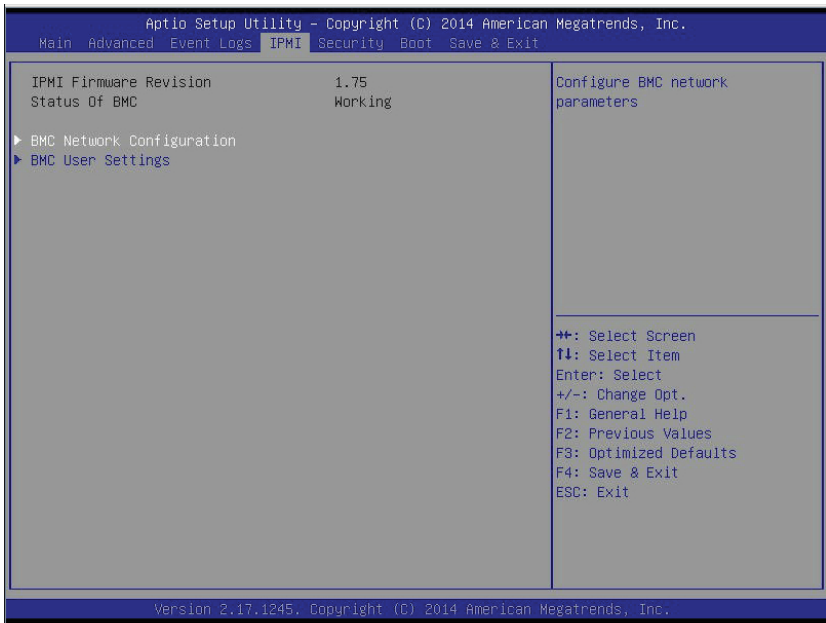 Aptio Setup Utility – Copyright (C) 2014 American Megatrends, Inc.
Main Advanced Event Logs IPMI Security Boot Save & Exit
IPMI Firmware Revision 1.75
Status Of BMC Working
BMC Network Configuration
BMC User Settings
Configure BMC network
parameters
→←: Select Screen
↑↓: Select Item
Enter: Select
+/-: Change Opt.
F1: General Help
F2: Previous Values
F3: Optimized Defaults
F4: Save & Exit
ESC: Exit
Version 2.17.1245. Copyright (C) 2014 American Megatrends, Inc.